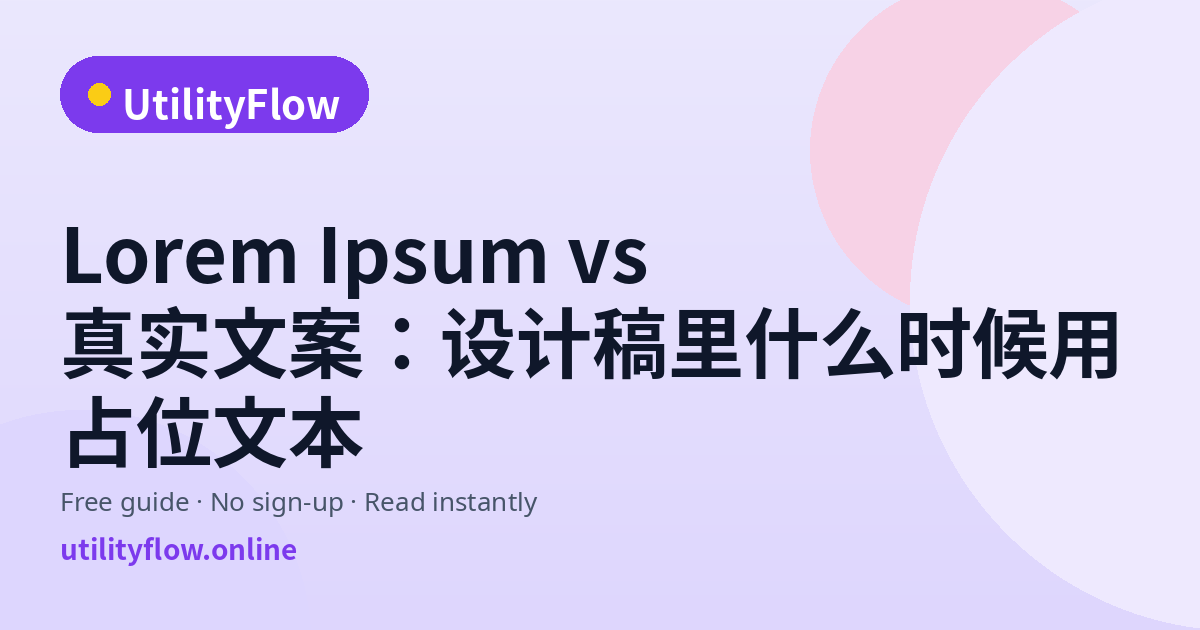 UtilityFlow
Lorem Ipsum vs
真实文案：设计稿里什么时候用
占位文本
Free guide · No sign-up · Read instantly
utilityflow.online